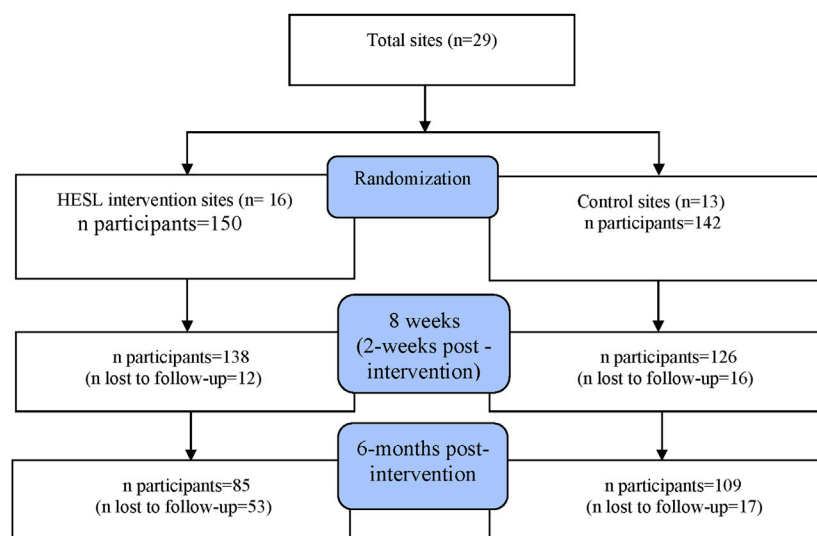 Total sites (n=29)
Randomization
HESL intervention sites (n= 16)
n participants=150
Control sites (n=13)
n participants=142
8 weeks
(2-weeks post -
intervention)
n participants=138
(n lost to follow-up=12)
n participants=126
(n lost to follow-up=16)
6-months post-
intervention
n participants=85
(n lost to follow-up=53)
n participants=109
(n lost to follow-up=17)